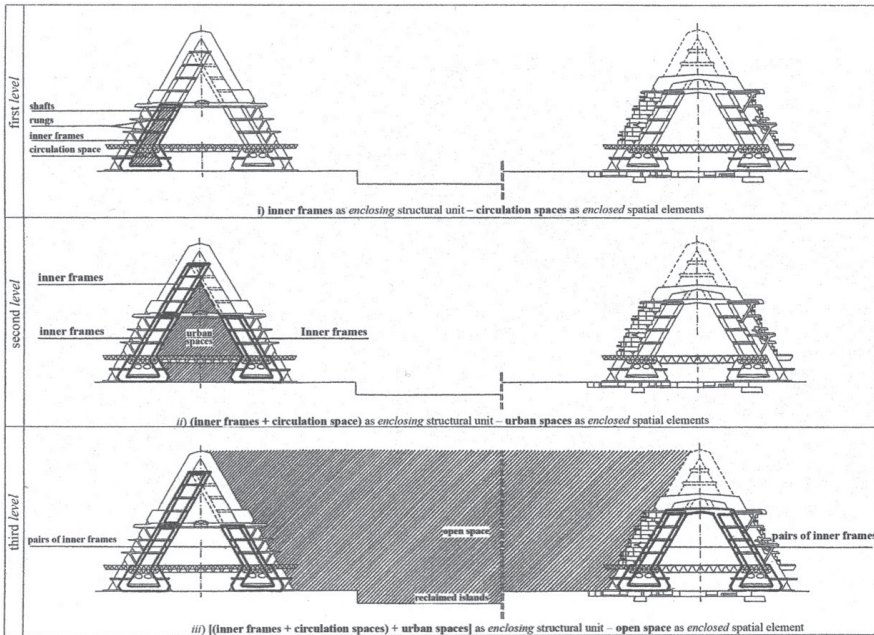 first level
shafts
rungs
inner frames
circulation space
i) inner frames as enclosing structural unit – circulation spaces as enclosed spatial elements
second level
inner frames
inner frames
urban
spaces
Inner frames
ii) (inner frames + circulation space) as enclosing structural unit – urban spaces as enclosed spatial elements
third level
pairs of inner frames
open space
pairs of inner frames
reclaimed islands
iii) [(inner frames + circulation spaces) + urban spaces] as enclosing structural unit – open space as enclosed spatial element